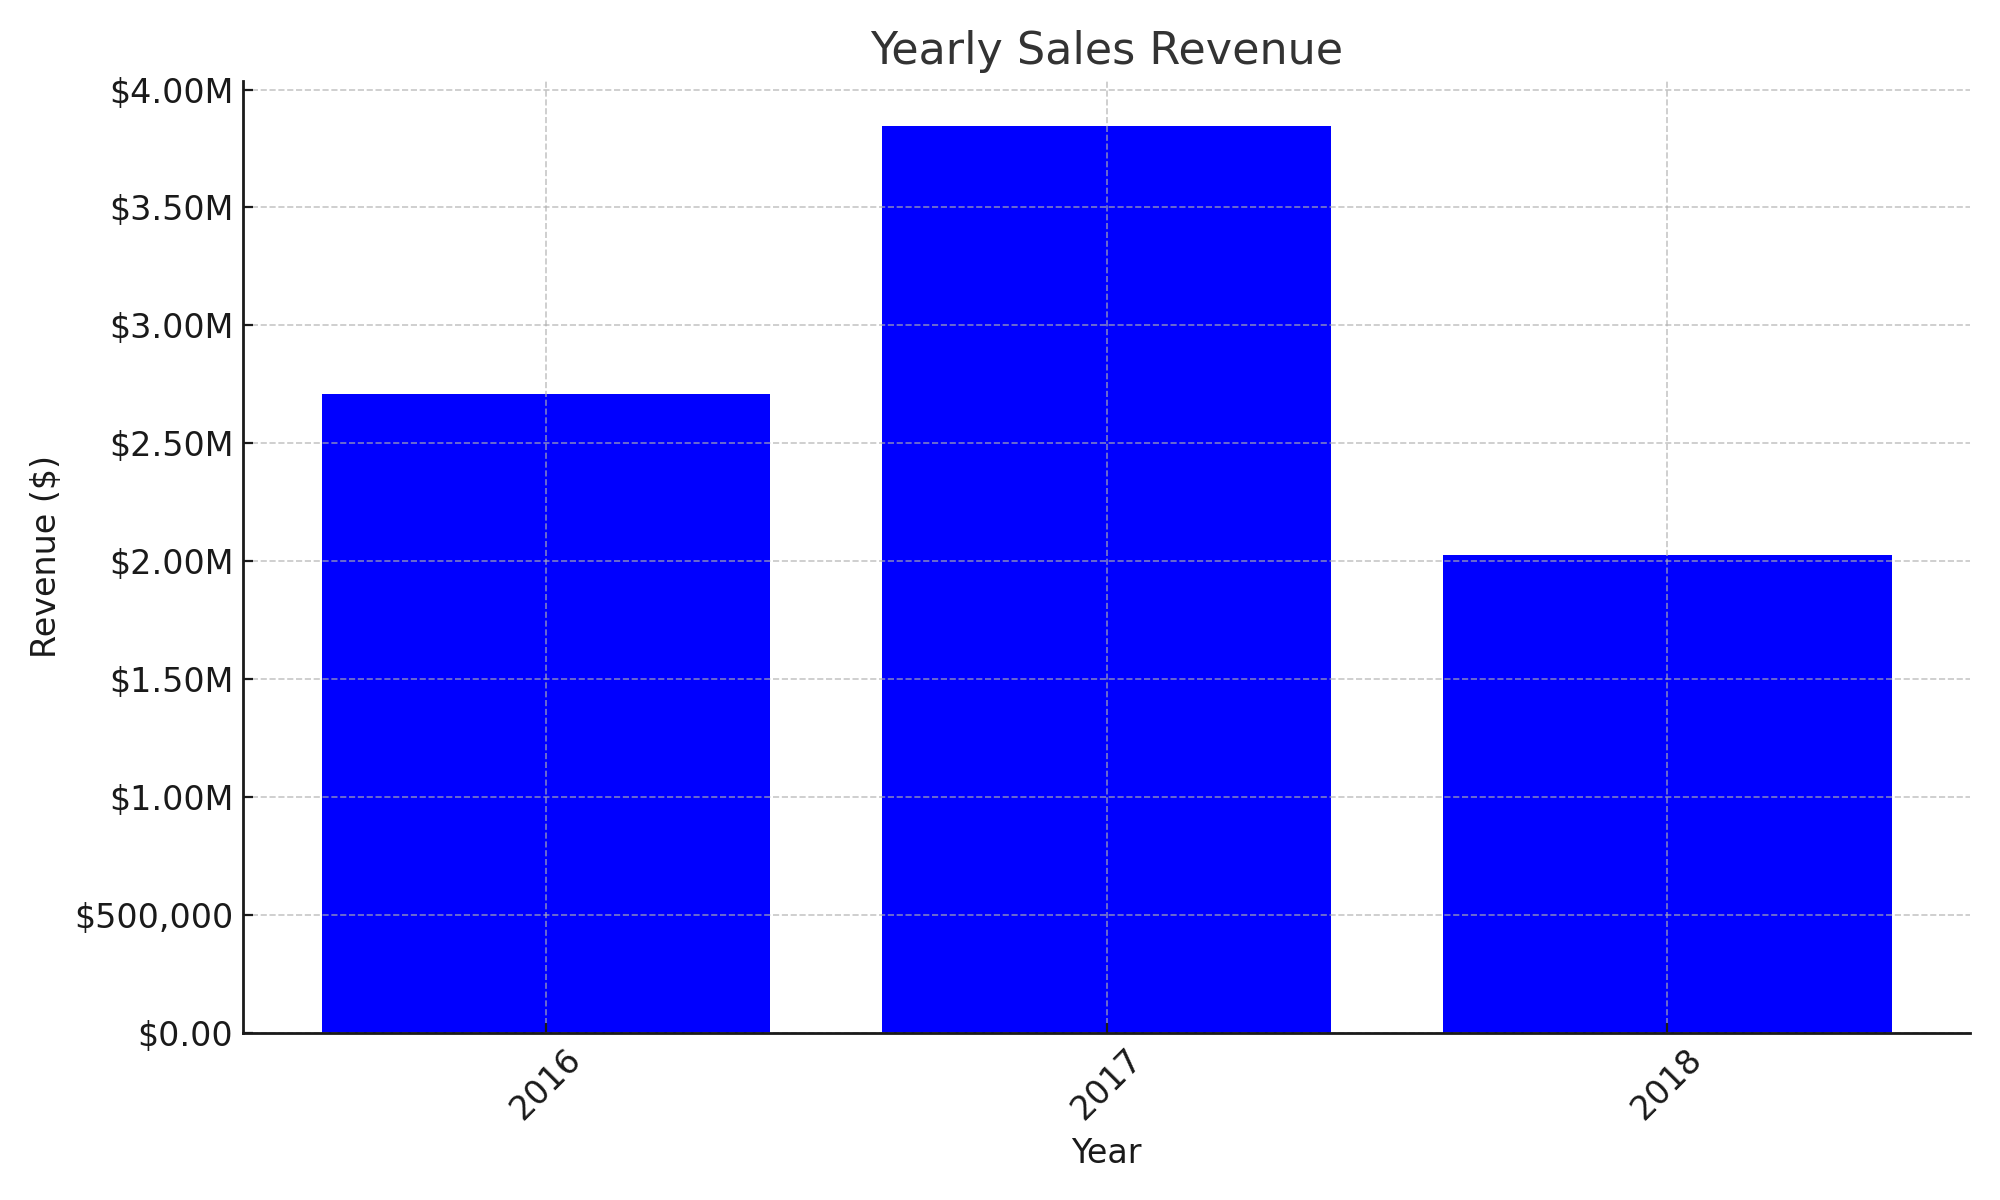 Yearly Sales Revenue
$4.00M
$3.50M
$3.00M
$2.50M
$2.00M
$1.50M
$1.00M
$500,000
$0.00
Revenue ($)
2016
2017
2018
Year